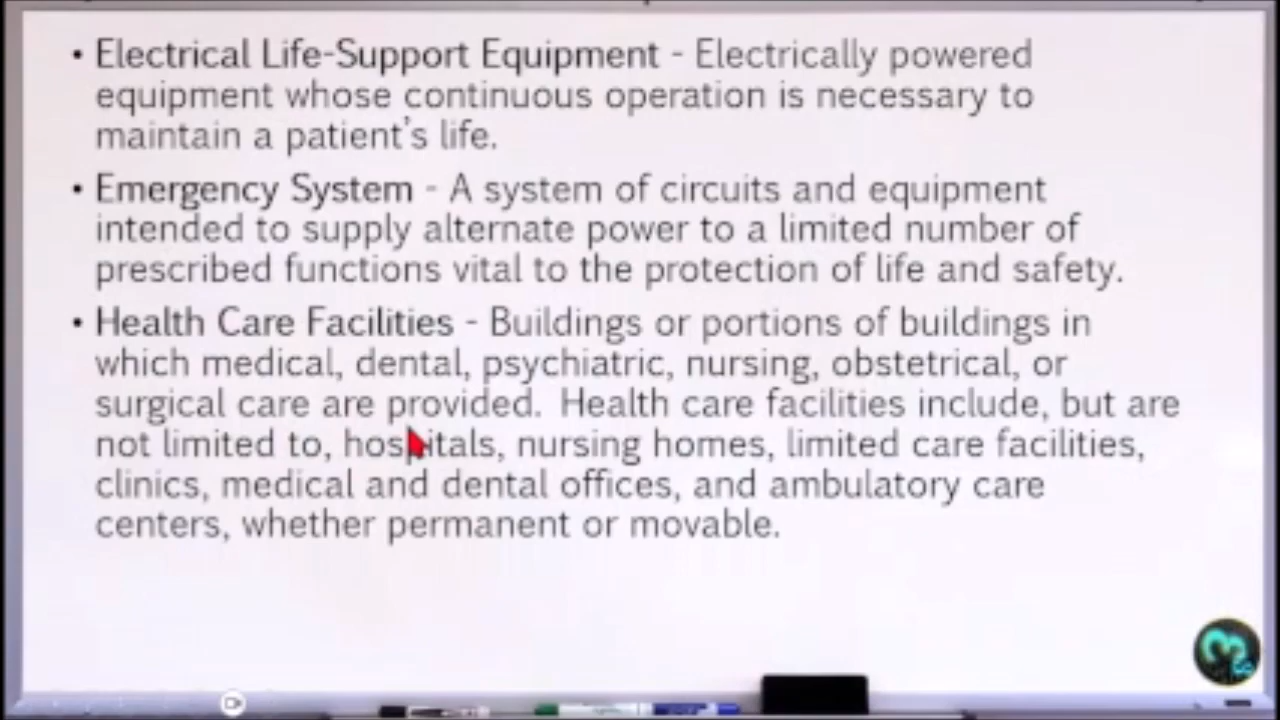 • Electrical Life-Support Equipment - Electrically powered
equipment whose continuous operation is necessary to
maintain a patient's life.
• Emergency System - A system of circuits and equipment
intended to supply alternate power to a limited number of
prescribed functions vital to the protection of life and safety.
• Health Care Facilities - Buildings or portions of buildings in
which medical, dental, psychiatric, nursing, obstetrical, or
surgical care are provided. Health care facilities include, but are
not limited to, hospitals, nursing homes, limited care facilities,
clinics, medical and dental offices, and ambulatory care
centers, whether permanent or movable.